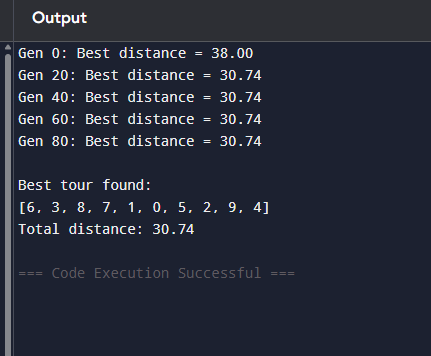 Output
Gen 0: Best distance = 38.00
Gen 20: Best distance = 30.74
Gen 40: Best distance = 30.74
Gen 60: Best distance = 30.74
Gen 80: Best distance = 30.74
Best tour found:
[6, 3, 8, 7, 1, 0, 5, 2, 9, 4]
Total distance: 30.74
=== Code Execution Successful ===